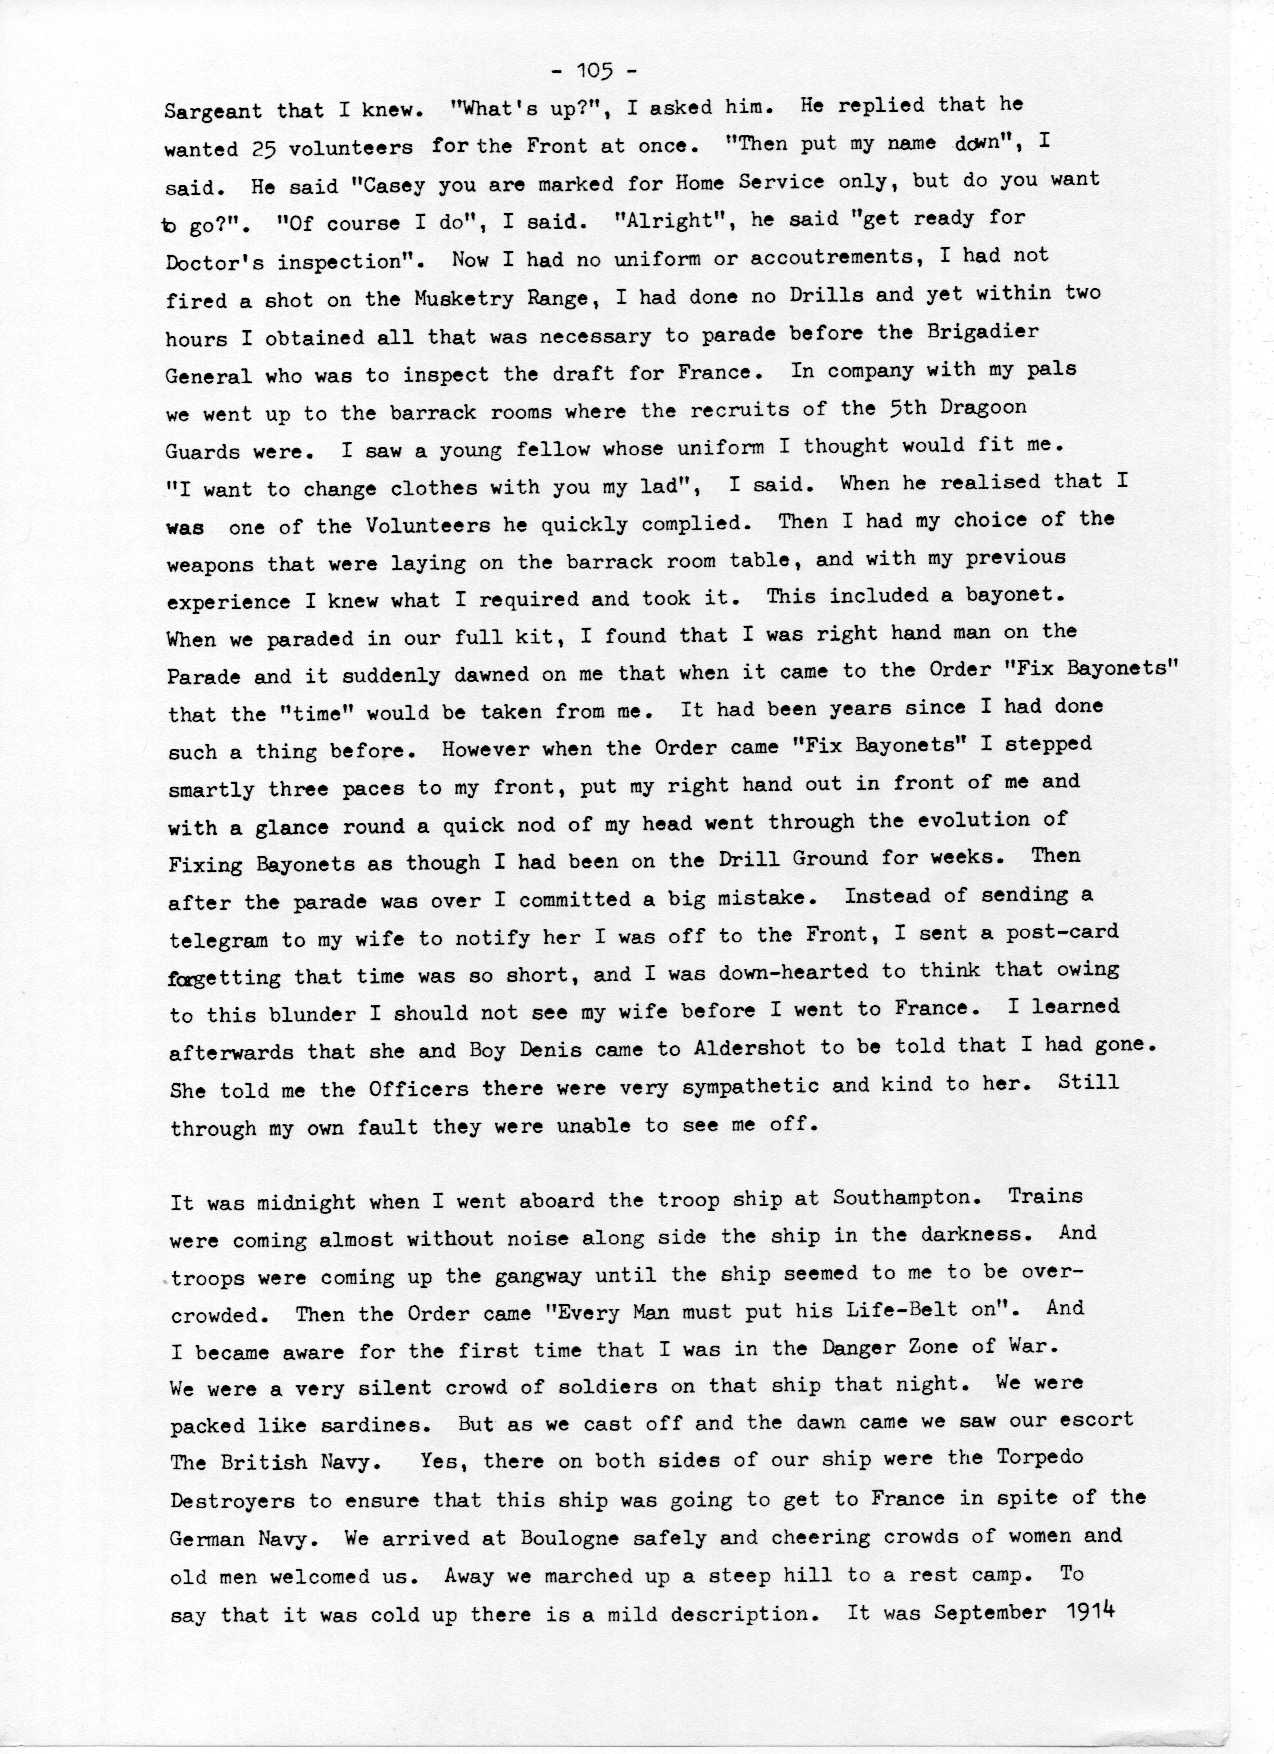 - 105 -
Sargeant that I knew. "What's up?", I asked him. He replied that he
wanted 25 volunteers for the Front at once. "Then put my name down", I
said. He said "Casey you are marked for Home Service only, but do you want
to go?". "Of course I do", I said. "Alright", he said "get ready for
Doctor's inspection". Now I had no uniform or accoutrements, I had not
fired a shot on the Musketry Range, I had done no Drills and yet within two
hours I obtained all that was necessary to parade before the Brigadier
General who was to inspect the draft for France. In company with my pals
we went up to the barrack rooms where the recruits of the 5th Dragoon
Guards were. I saw a young fellow whose uniform I thought would fit me.
"I want to change clothes with you my lad", I said. When he realised that I
was one of the Volunteers he quickly complied. Then I had my choice of the
weapons that were laying on the barrack room table, and with my previous
experience I knew what I required and took it. This included a bayonet.
When we paraded in our full kit, I found that I was right hand man on the
Parade and it suddenly dawned on me that when it came to the Order "Fix Bayonets"
that the "time" would be taken from me. It had been years since I had done
such a thing before. However when the Order came "Fix Bayonets" I stepped
smartly three paces to my front, put my right hand out in front of me and
with a glance round a quick nod of my head went through the evolution of
Fixing Bayonets as though I had been on the Drill Ground for weeks. Then
after the parade was over I committed a big mistake. Instead of sending a
telegram to my wife to notify her I was off to the Front, I sent a post-card
forgetting that time was so short, and I was down-hearted to think that owing
to this blunder I should not see my wife before I went to France. I learned
afterwards that she and Boy Denis came to Aldershot to be told that I had gone.
She told me the Officers there were very sympathetic and kind to her. Still
through my own fault they were unable to see me off.
It was midnight when I went aboard the troop ship at Southampton. Trains
were coming almost without noise along side the ship in the darkness. And
troops were coming up the gangway until the ship seemed to me to be over-
crowded. Then the Order came "Every Man must put his Life-Belt on". And
I became aware for the first time that I was in the Danger Zone of War.
We were a very silent crowd of soldiers on that ship that night. We were
packed like sardines. But as we cast off and the dawn came we saw our escort
The British Navy. Yes, there on both sides of our ship were the Torpedo
Destroyers to ensure that this ship was going to get to France in spite of the
German Navy. We arrived at Boulogne safely and cheering crowds of women and
old men welcomed us. Away we marched up a steep hill to a rest camp. To
say that it was cold up there is a mild description. It was September 1914